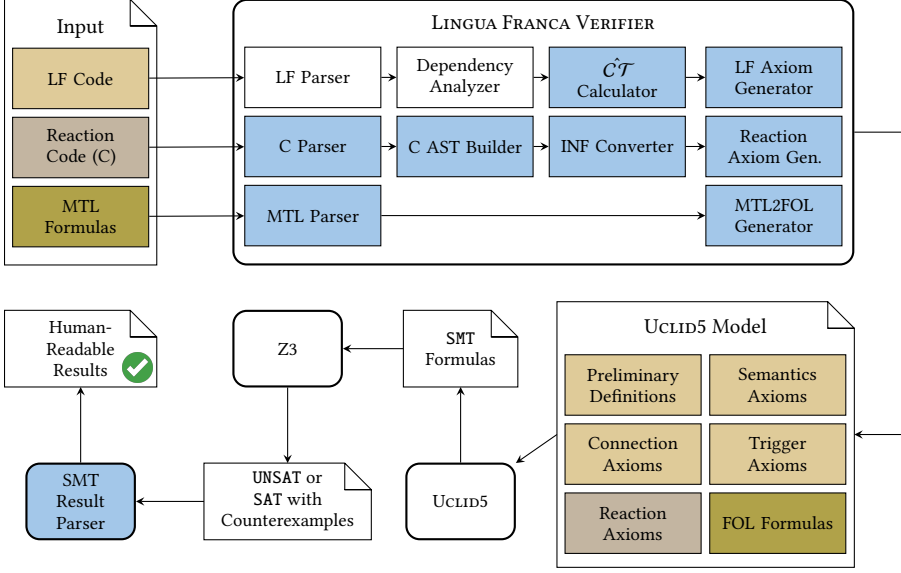 Input
LF Code
Reaction
Code (C)
MTL
Formulas
Lingua Franca Verifier
LF Parser
Dependency
Analyzer
𝒞𝒯̂
Calculator
LF Axiom
Generator
C Parser
C AST Builder
INF Converter
Reaction
Axiom Gen.
MTL Parser
MTL2FOL
Generator
Human-
Readable
Results
Z3
SMT
Formulas
Uclid5 Model
Preliminary
Definitions
Semantics
Axioms
Connection
Axioms
Trigger
Axioms
Reaction
Axioms
FOL Formulas
SMT
Result
Parser
UNSAT or
SAT with
Counterexamples
Uclid5